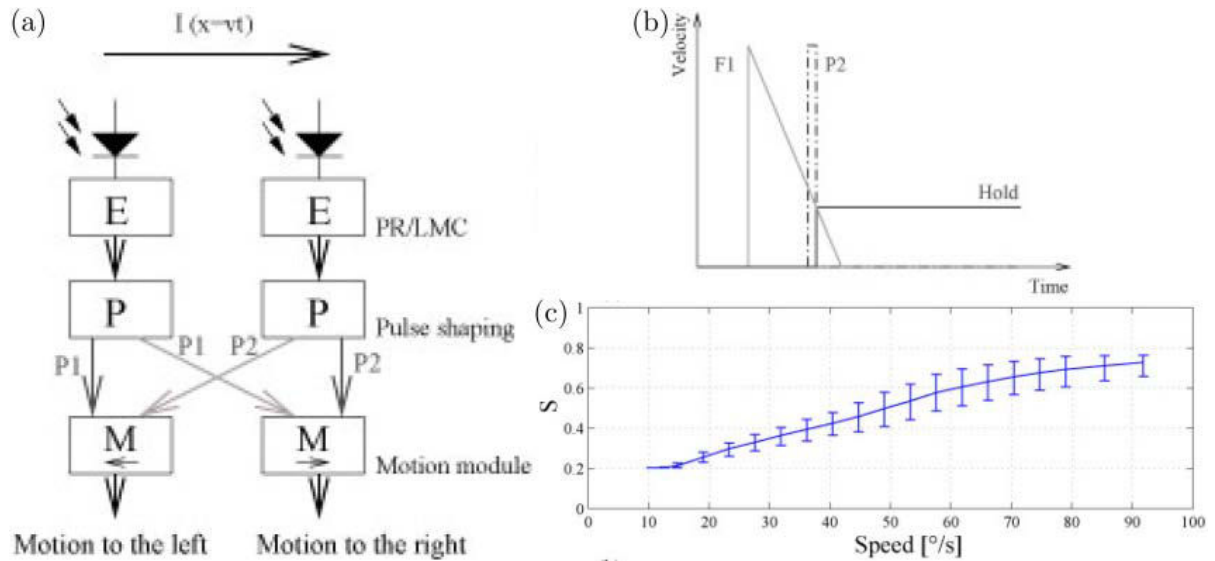 (a)
I (x=vt)
E
E
PR/LMC
P
P
Pulse shaping
P1
P1
P2
P2
M
M
Motion module
Motion to the left
Motion to the right
(b)
Velocity
F1
P2
Hold
Time
(c)
1
0.8
0.6
0.4
0.2
0
S
0
10
20
30
40
50
60
70
80
90
100
Speed [°/s]